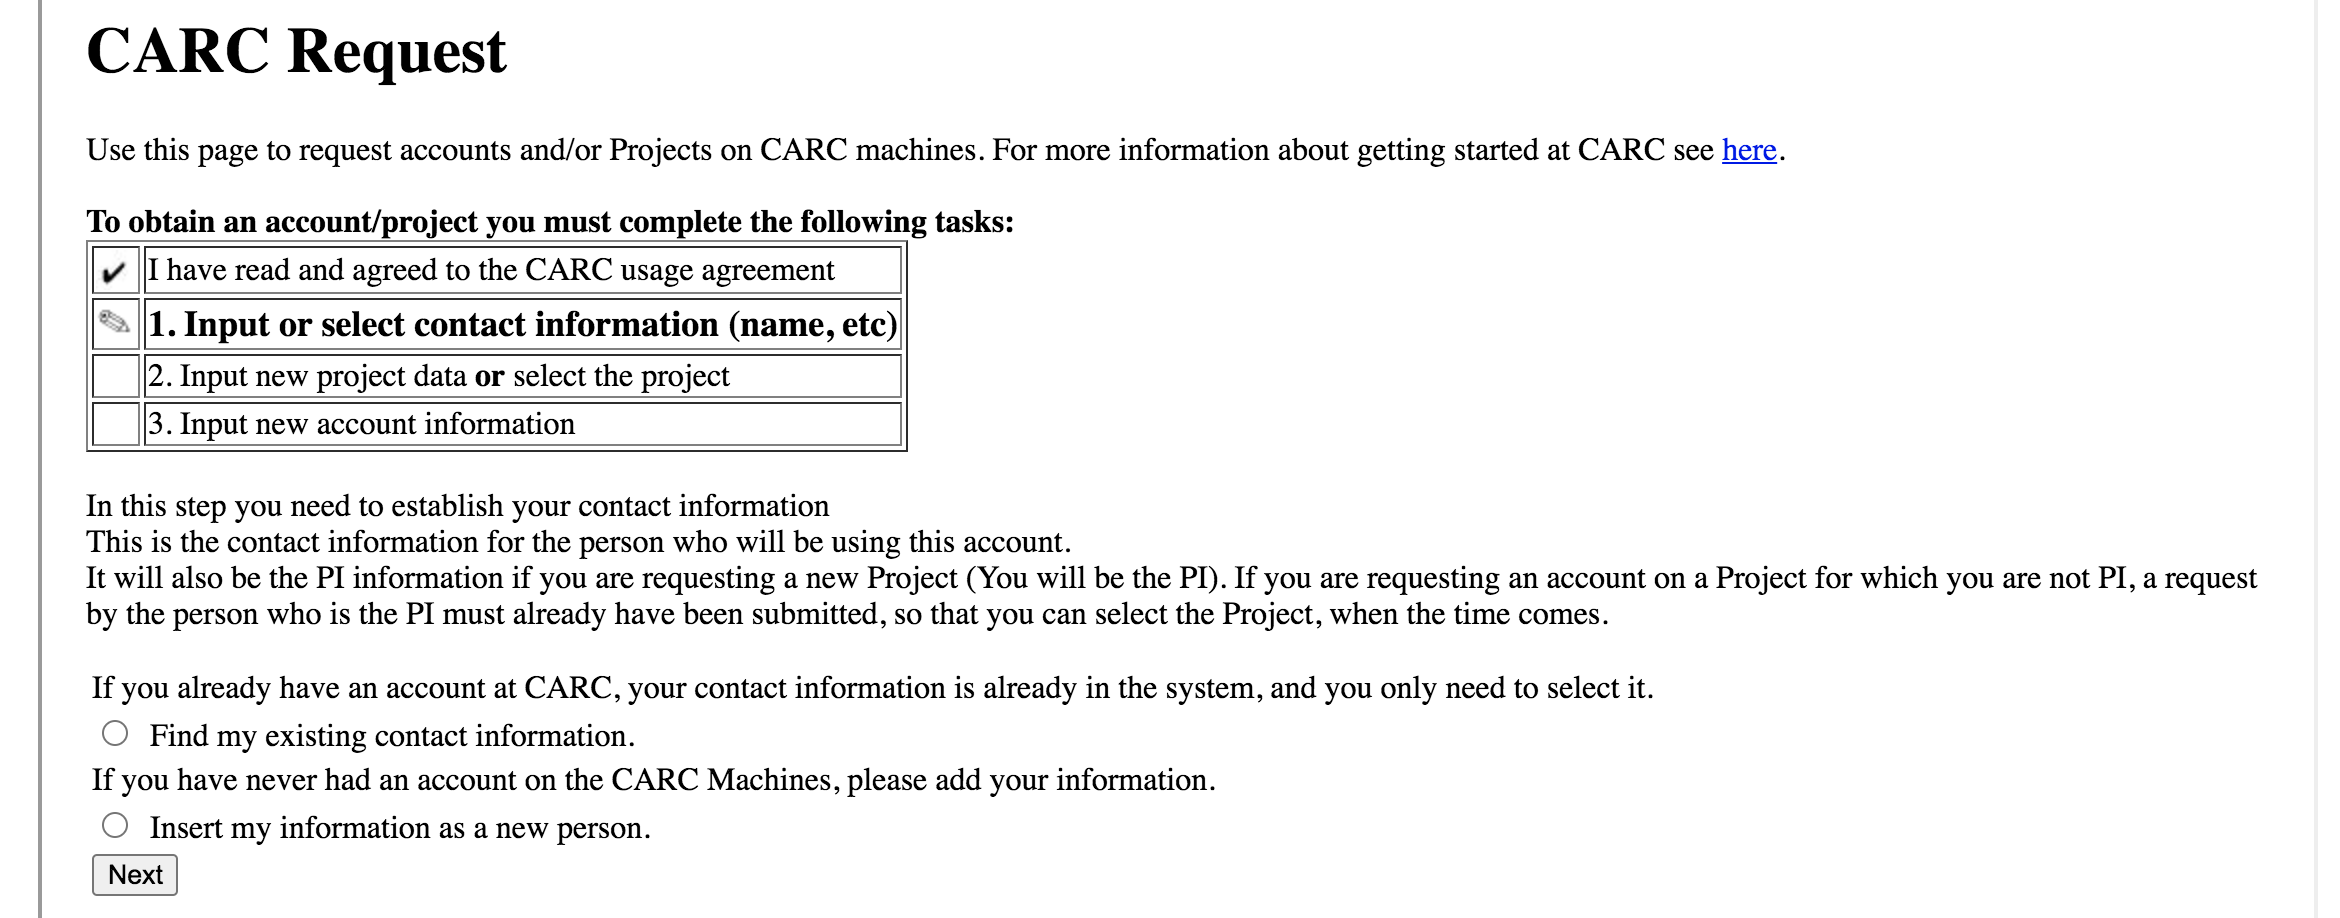 CARC Request
Use this page to request accounts and/or Projects on CARC machines. For more information about getting started at CARC see here.
To obtain an account/project you must complete the following tasks:
✔ I have read and agreed to the CARC usage agreement
✎ 1. Input or select contact information (name, etc)
2. Input new project data or select the project
3. Input new account information
In this step you need to establish your contact information
This is the contact information for the person who will be using this account.
It will also be the PI information if you are requesting a new Project (You will be the PI). If you are requesting an account on a Project for which you are not PI, a request
by the person who is the PI must already have been submitted, so that you can select the Project, when the time comes.
If you already have an account at CARC, your contact information is already in the system, and you only need to select it.
Find my existing contact information.
If you have never had an account on the CARC Machines, please add your information.
Insert my information as a new person.
Next